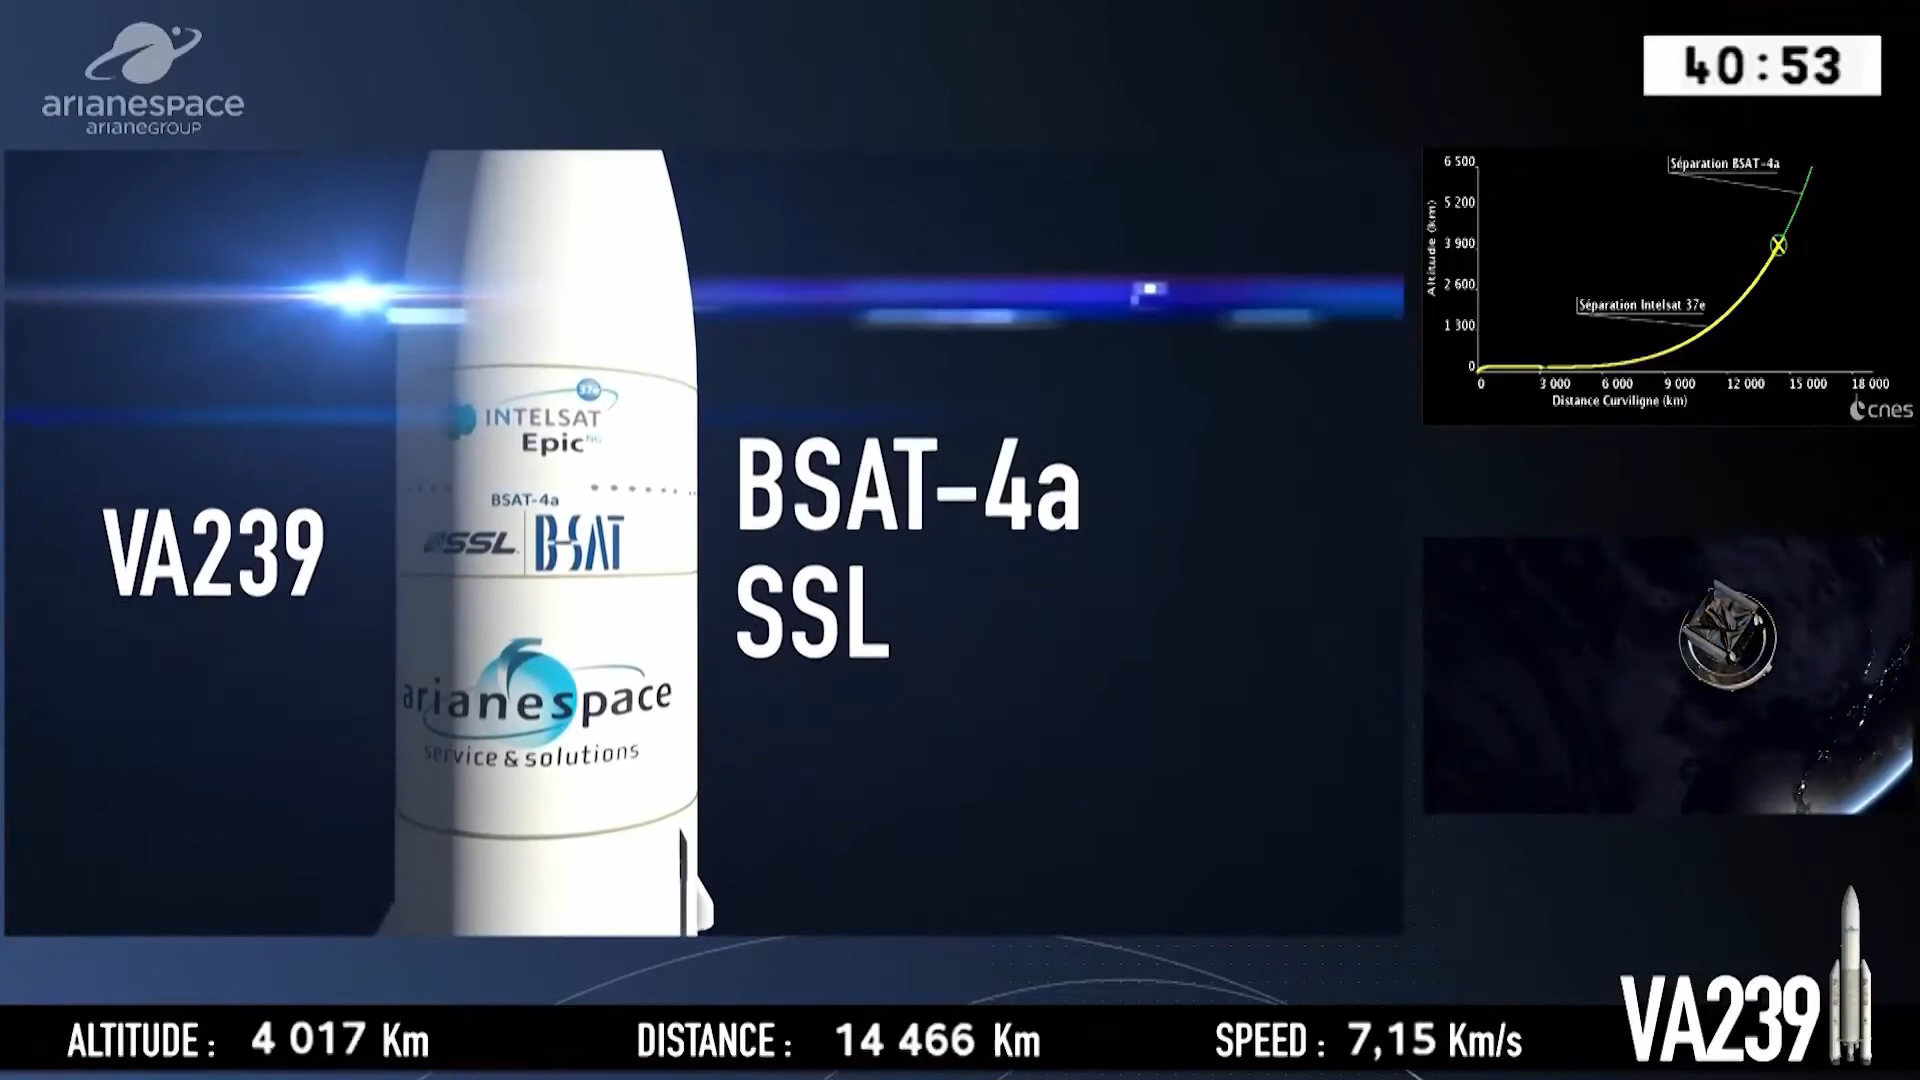 arianespace
arianeGROUP
40:53
6 500
5 200
3 900
2 600
1 300
0
Altitude (km)
Séparation BSAT-4a
Séparation Intelsat 37e
0 3 000 6 000 9 000 12 000 15 000 18 000
Distance Curviligne (km)
cnes
VA239
37e
INTELSAT
Epic NG
BSAT-4a
SSL BSAT
arianespace
service & solutions
BSAT-4a
SSL
ALTITUDE : 4 017 Km
DISTANCE : 14 466 Km
SPEED : 7,15 Km/s
VA239